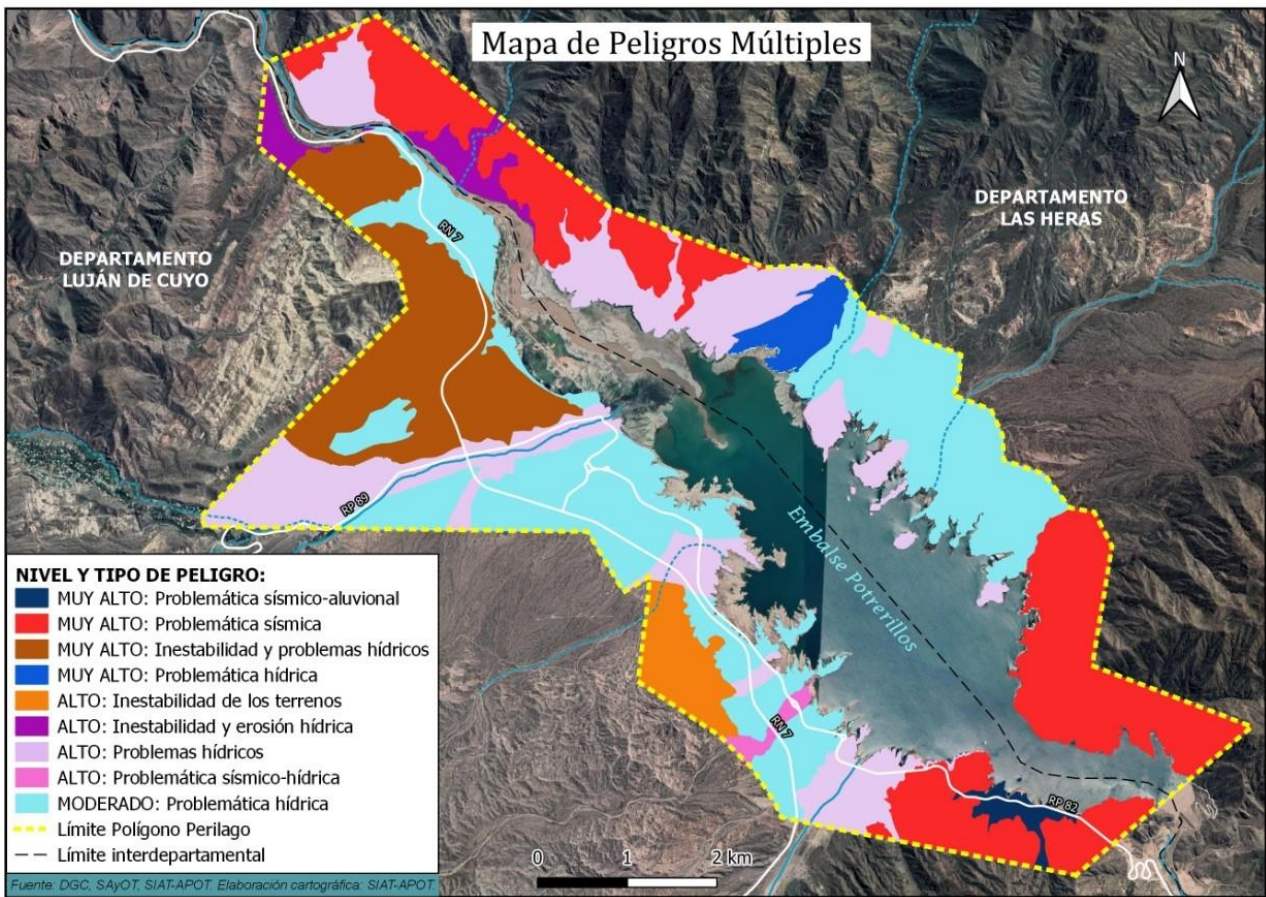 Mapa de Peligros Múltiples
N
DEPARTAMENTO
LAS HERAS
DEPARTAMENTO
LUJÁN DE CUYO
RN 7
RP 89
Embalse Potrerillos
RN 7
RP 82
NIVEL Y TIPO DE PELIGRO:
MUY ALTO: Problemática sísmico-aluvional
MUY ALTO: Problemática sísmica
MUY ALTO: Inestabilidad y problemas hídricos
MUY ALTO: Problemática hídrica
ALTO: Inestabilidad de los terrenos
ALTO: Inestabilidad y erosión hídrica
ALTO: Problemas hídricos
ALTO: Problemática sísmico-hídrica
MODERADO: Problemática hídrica
Límite Polígono Perilago
Límite interdepartamental
0 1 2 km
Fuente: DGC, SAyOT, SIAT-APOT. Elaboración cartográfica: SIAT-APOT